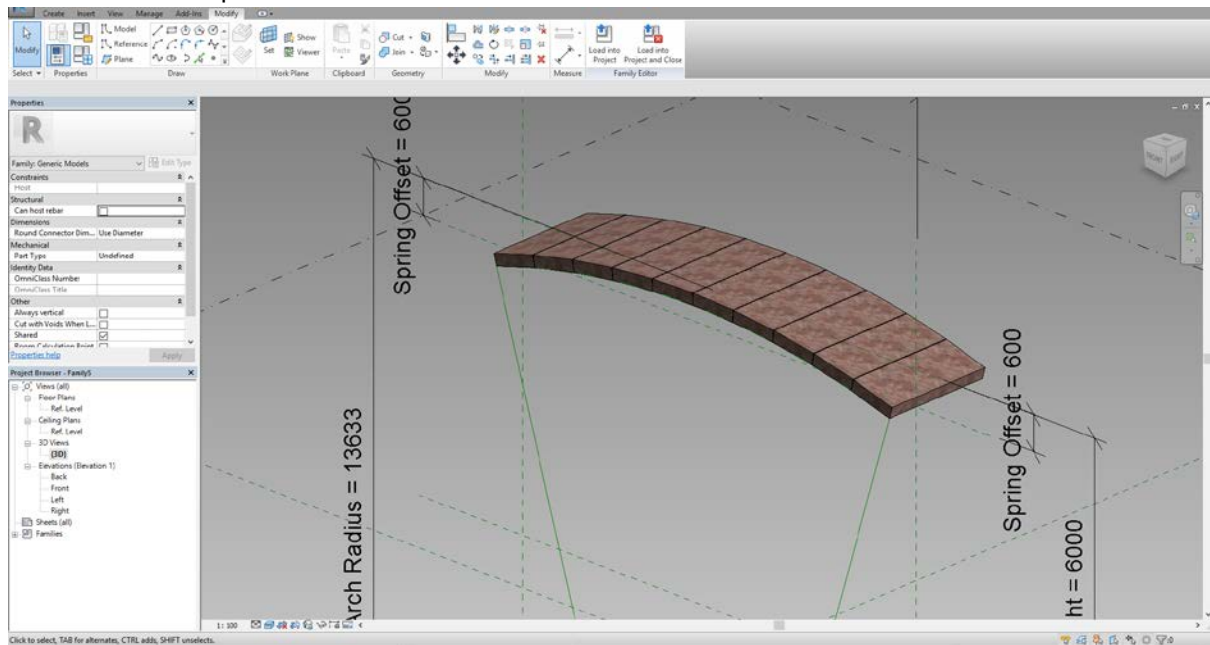 Create Insert View Manage Add-Ins Modify
Modify
Model
Reference
Plane
Set
Show
Viewer
Paste
Cut
Join
Load into Project
Load into Project and Close
Select Properties Draw Work Plane Clipboard Geometry Modify Measure Family Editor
Properties
R
Family: Generic Models
Edit Type
Constraints
Host
Structural
Can host rebar
Dimensions
Round Connector Dim... Use Diameter
Mechanical
Part Type Undefined
Identity Data
OmniClass Number
OmniClass Title
Other
Always vertical
Cut with Voids When L...
Shared
Room Calculation Point
Properties help
Apply
Project Browser - Family5
Views (all)
Floor Plans
Ref. Level
Ceiling Plans
Ref. Level
3D Views
{3D}
Elevations (Elevation 1)
Back
Front
Left
Right
Sheets (all)
Families
Spring Offset = 600
Arch Radius = 13633
Spring Offset = 600
ht = 6000
RIGHT
1 : 100
Click to select, TAB for alternates, CTRL adds, SHIFT unselects.
:0